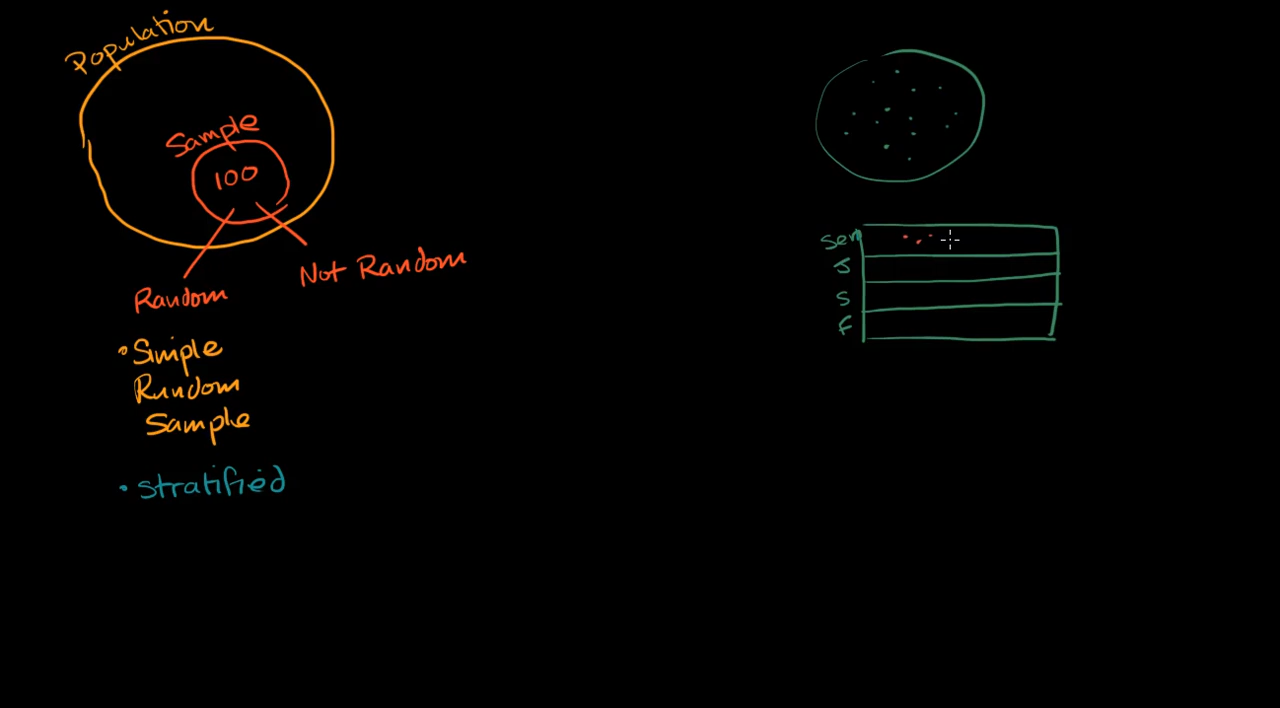 Population
Sample
100
Random
Not Random
• Simple
Random
Sample
• Stratified
Sen
J
S
F